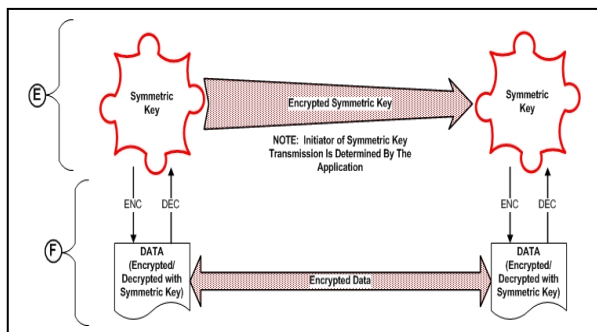 E
Symmetric
Key
Encrypted Symmetric Key
Symmetric
Key
NOTE: Initiator of Symmetric Key
Transmission Is Determined By The
Application
F
ENC
DEC
ENC
DEC
DATA
(Encrypted/
Decrypted with
Symmetric Key)
Encrypted Data
DATA
(Encrypted/
Decrypted with
Symmetric Key)